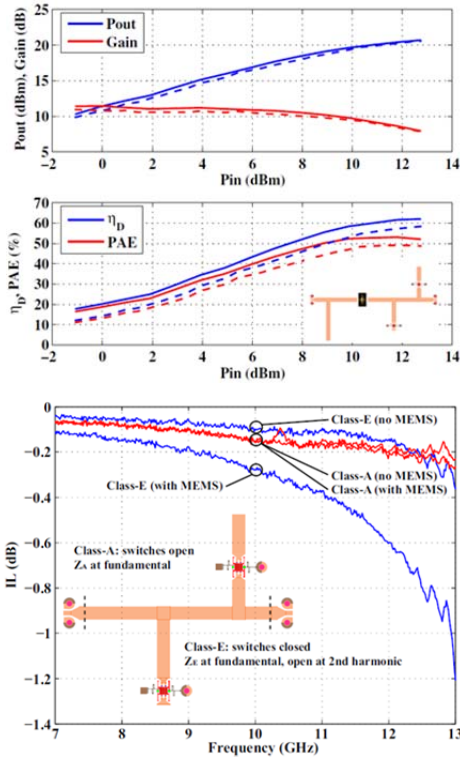 Pout (dBm), Gain (dB)
25
20
15
10
5
Pout
Gain
−2 0 2 4 6 8 10 12 14
Pin (dBm)
ηD, PAE (%)
70
60
50
40
30
20
10
0
ηD
PAE
−2 0 2 4 6 8 10 12 14
Pin (dBm)
IL (dB)
0
−0.2
−0.4
−0.6
−0.8
−1
−1.2
−1.4
Class-E (no MEMS)
Class-A (no MEMS)
Class-A (with MEMS)
Class-E (with MEMS)
Class-A: switches open
ZA at fundamental
Class-E: switches closed
ZE at fundamental, open at 2nd harmonic
7 8 9 10 11 12 13
Frequency (GHz)